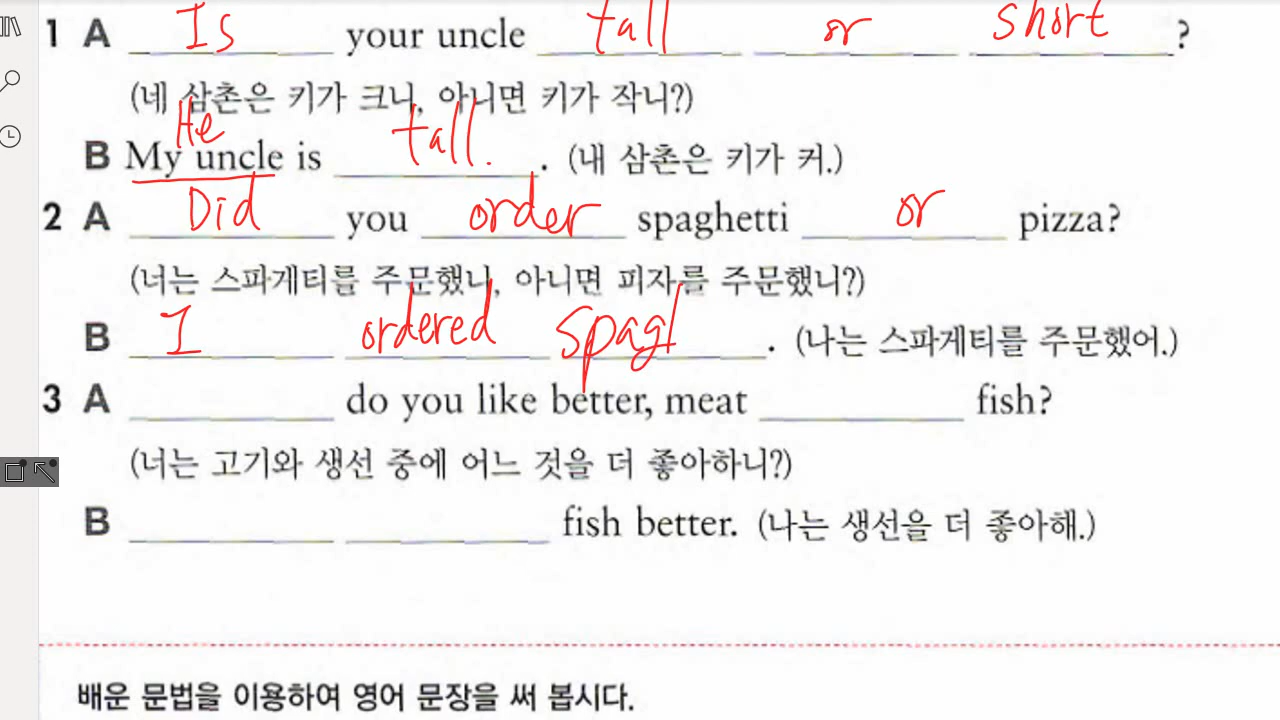 1 A Is your uncle tall or short ?
(네 삼촌은 키가 크니, 아니면 키가 작니?)
He
B My uncle is tall. . (내 삼촌은 키가 커.)
2 A Did you order spaghetti or pizza?
(너는 스파게티를 주문했니, 아니면 피자를 주문했니?)
B I ordered spagh . (나는 스파게티를 주문했어.)
3 A do you like better, meat fish?
(너는 고기와 생선 중에 어느 것을 더 좋아하니?)
B fish better. (나는 생선을 더 좋아해.)
배운 문법을 이용하여 영어 문장을 써 봅시다.